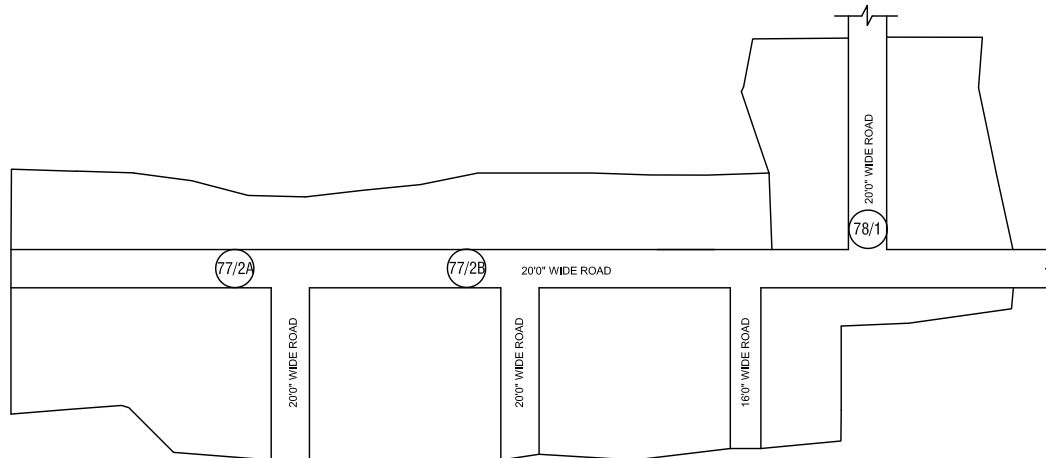 20'0" WIDE ROAD
78/1
77/2A
77/2B
20'0" WIDE ROAD
20'0" WIDE ROAD
20'0" WIDE ROAD
16'0" WIDE ROAD